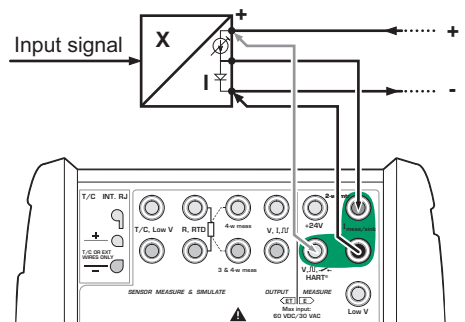 +
X
Input signal
+
I
-
T/C INT. RJ
2-w
4-w meas
+
T/C, Low V
R, RTD
V, I,
+24V
meas/sink
T/C OR EXT
WIRES ONLY
3 & 4-w meas
V,
HART®
SENSOR MEASURE & SIMULATE
OUTPUT
MEASURE
ET
E
Max input:
60 VDC/30 VAC
Low V